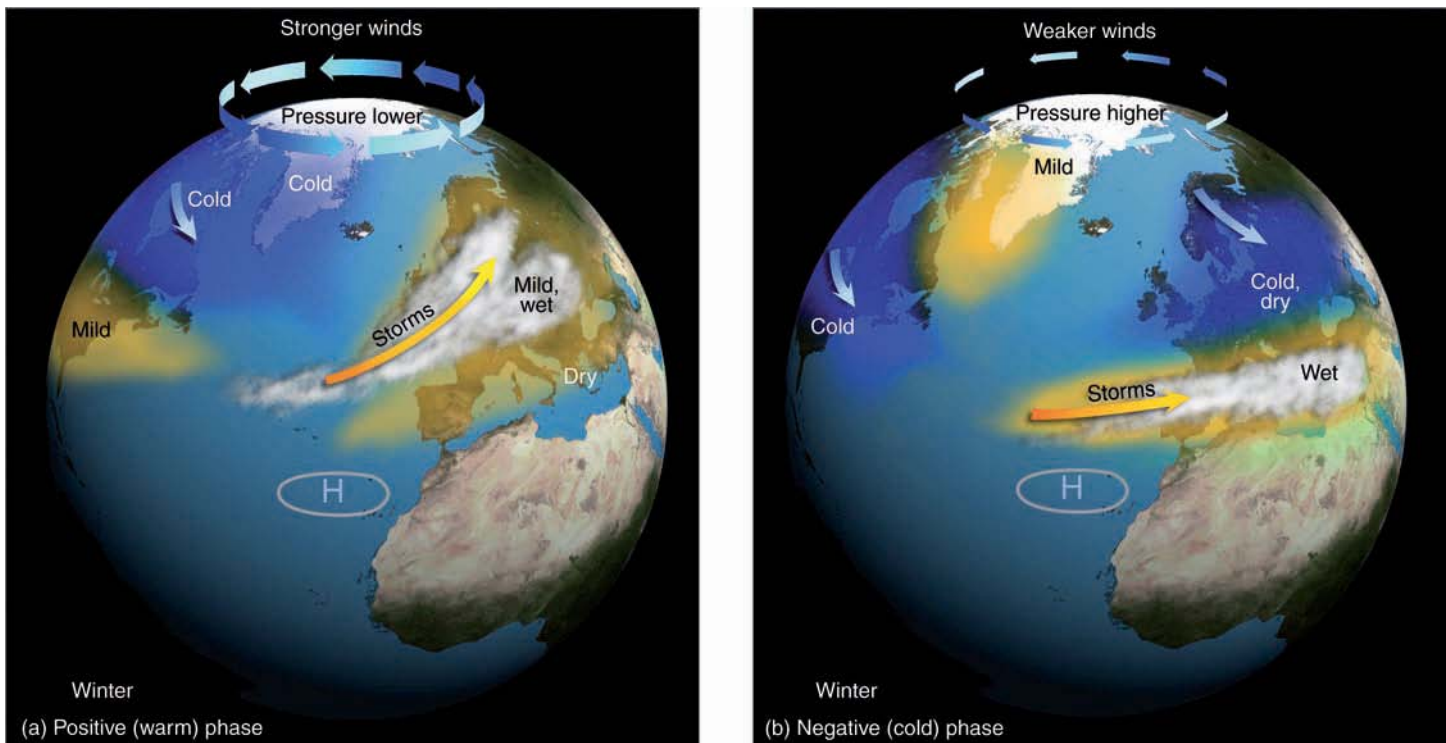 Stronger winds
Pressure lower
Cold
Cold
Mild
Storms
Mild,
wet
Dry
H
Winter
(a) Positive (warm) phase
Weaker winds
Pressure higher
Mild
Cold
Cold,
dry
Storms
Wet
H
Winter
(b) Negative (cold) phase